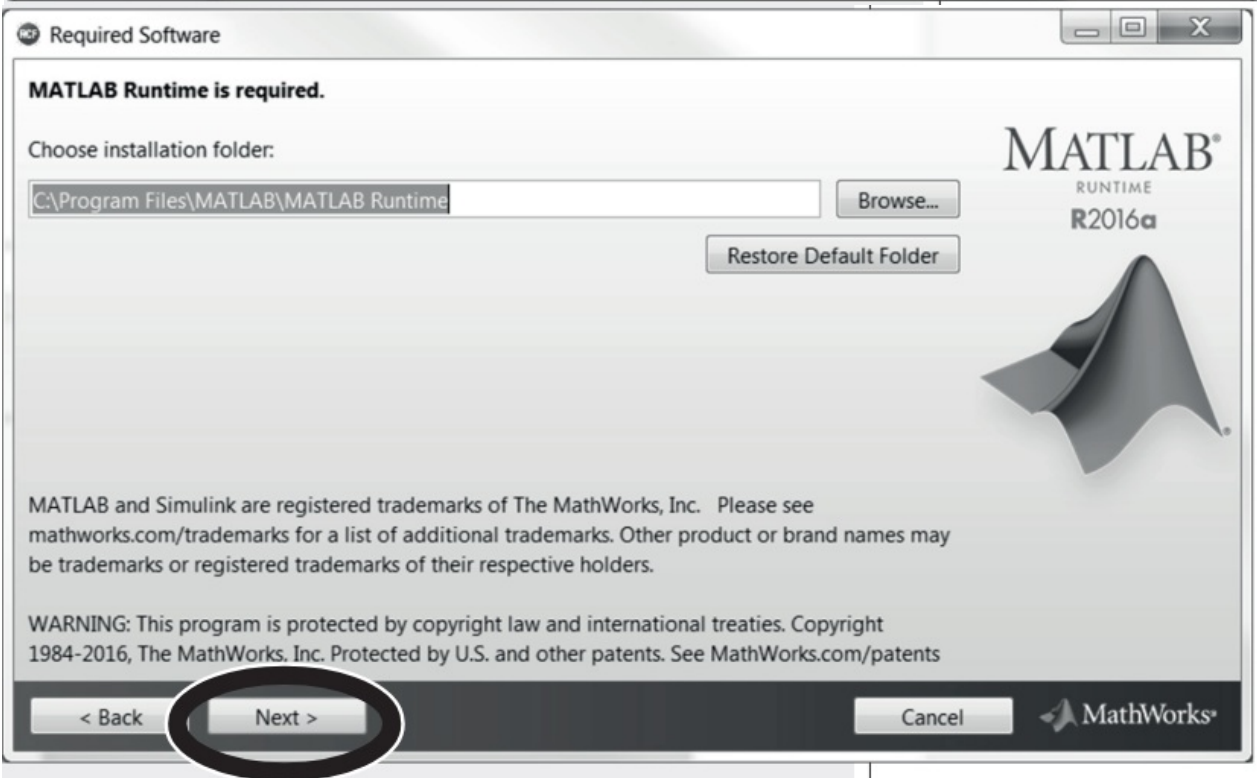 Required Software
MATLAB Runtime is required.
Choose installation folder:
C:\Program Files\MATLAB\MATLAB Runtime
Browse...
Restore Default Folder
MATLAB®
RUNTIME
R2016a
MATLAB and Simulink are registered trademarks of The MathWorks, Inc.   Please see
mathworks.com/trademarks for a list of additional trademarks. Other product or brand names may
be trademarks or registered trademarks of their respective holders.
WARNING: This program is protected by copyright law and international treaties. Copyright
1984-2016, The MathWorks, Inc. Protected by U.S. and other patents. See MathWorks.com/patents
< Back
Next >
Cancel
MathWorks®